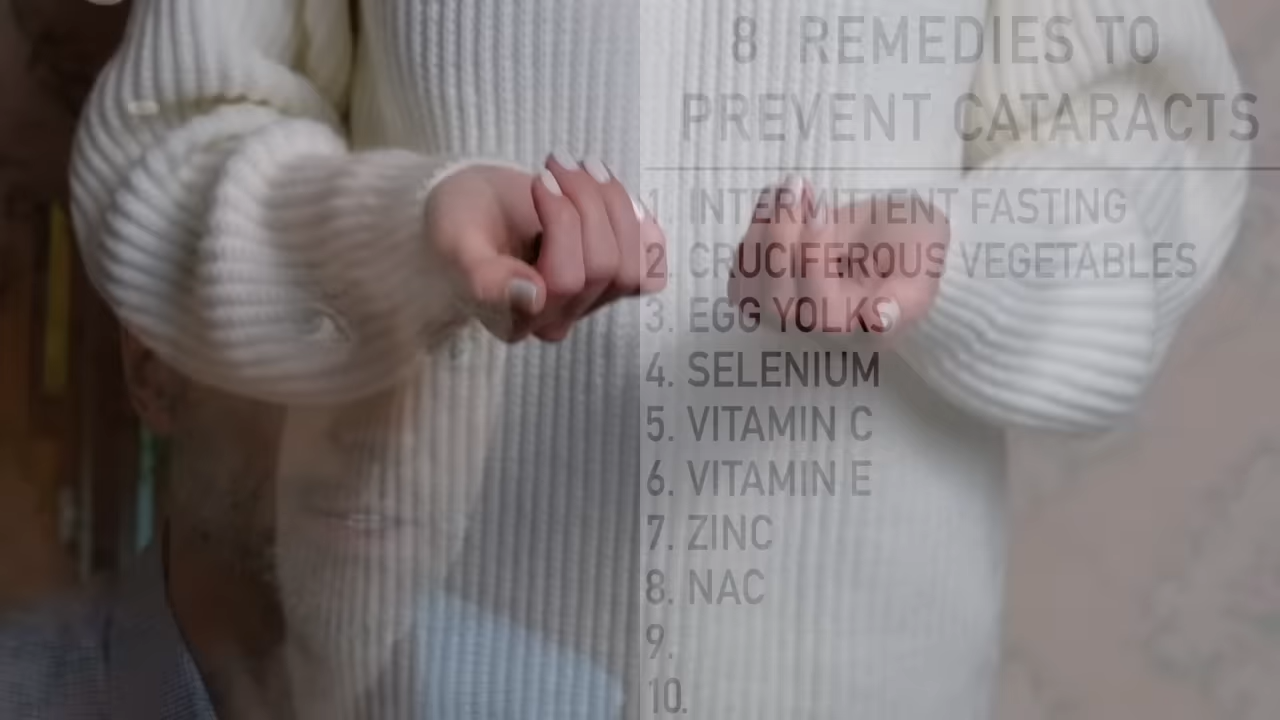 8 REMEDIES TO
PREVENT CATARACTS
1. INTERMITTENT FASTING
2. CRUCIFEROUS VEGETABLES
3. EGG YOLK
4. SELENIUM
5. VITAMIN C
6. VITAMIN E
7. ZINC
8. NAC
9.
10.